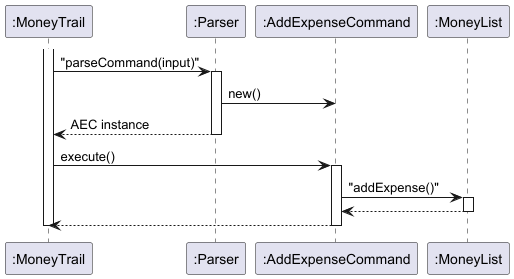 :MoneyTrail :Parser :AddExpenseCommand :MoneyList
"parseCommand(input)"
new()
AEC instance
execute()
"addExpense()"
:MoneyTrail :Parser :AddExpenseCommand :MoneyList